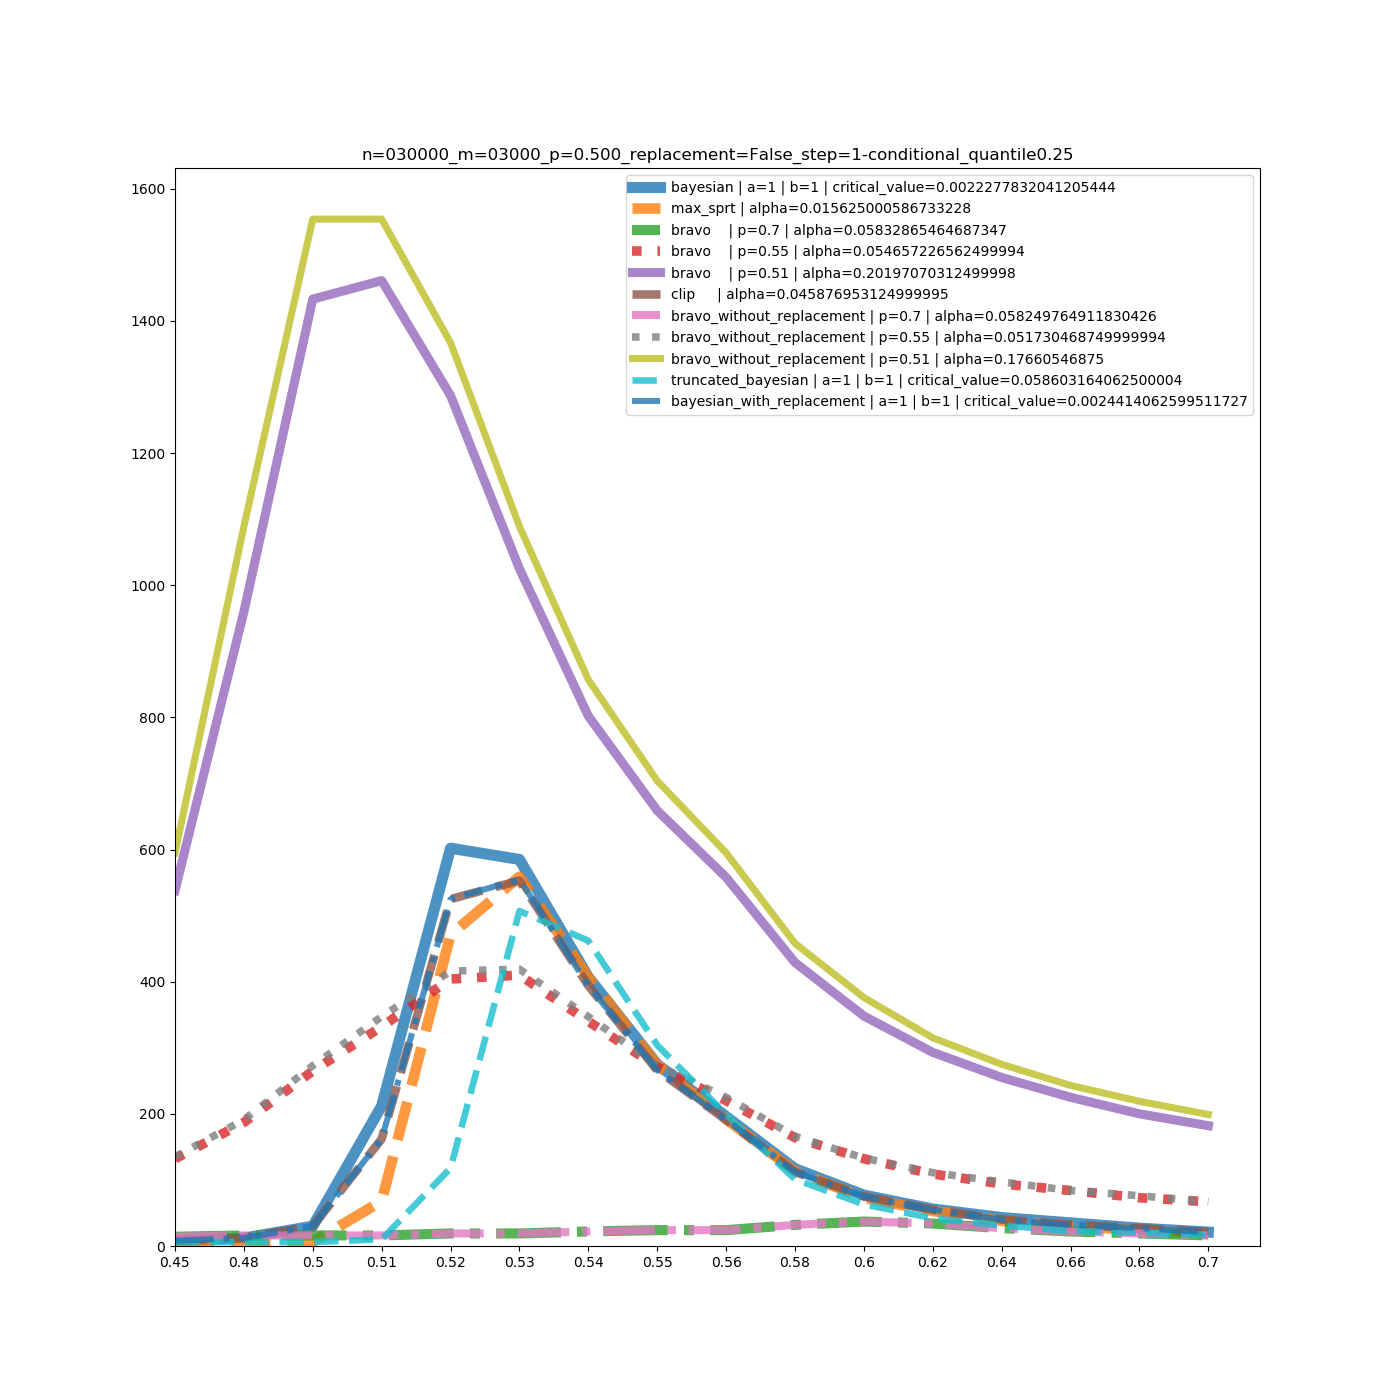 n=030000_m=03000_p=0.500_replacement=False_step=1-conditional_quantile0.25
bayesian | a=1 | b=1 | critical_value=0.0022277832041205444
max_sprt | alpha=0.015625000586733228
bravo    | p=0.7 | alpha=0.05832865464687347
bravo    | p=0.55 | alpha=0.054657226562499994
bravo    | p=0.51 | alpha=0.20197070312499998
clip     | alpha=0.045876953124999995
bravo_without_replacement | p=0.7 | alpha=0.058249764911830426
bravo_without_replacement | p=0.55 | alpha=0.051730468749999994
bravo_without_replacement | p=0.51 | alpha=0.17660546875
truncated_bayesian | a=1 | b=1 | critical_value=0.058603164062500004
bayesian_with_replacement | a=1 | b=1 | critical_value=0.0024414062599511727
1600
1400
1200
1000
800
600
400
200
0
0.45 0.48 0.5 0.51 0.52 0.53 0.54 0.55 0.56 0.58 0.6 0.62 0.64 0.66 0.68 0.7